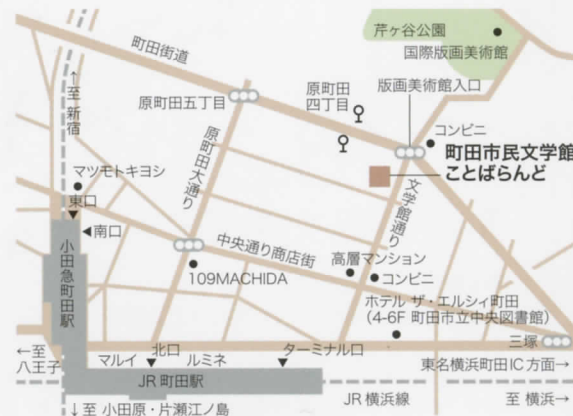 芹ヶ谷公園
国際版画美術館
町田街道
↑至 新宿
原町田五丁目
原町田
四丁目
版画美術館入口
コンビニ
町田市民文学館
ことばらんど
原町田大通り
文学館通り
マツモトキヨシ
東口
南口
小田急町田駅
中央通り商店街
109MACHIDA
高層マンション
コンビニ
ホテル ザ・エルシィ町田
(4-6F 町田市立中央図書館)
三塚
←至
八王子
マルイ
北口
ルミネ
ターミナル口
東名横浜町田IC 方面→
JR 町田駅
JR 横浜線
至 横浜→
↓至 小田原・片瀬江ノ島